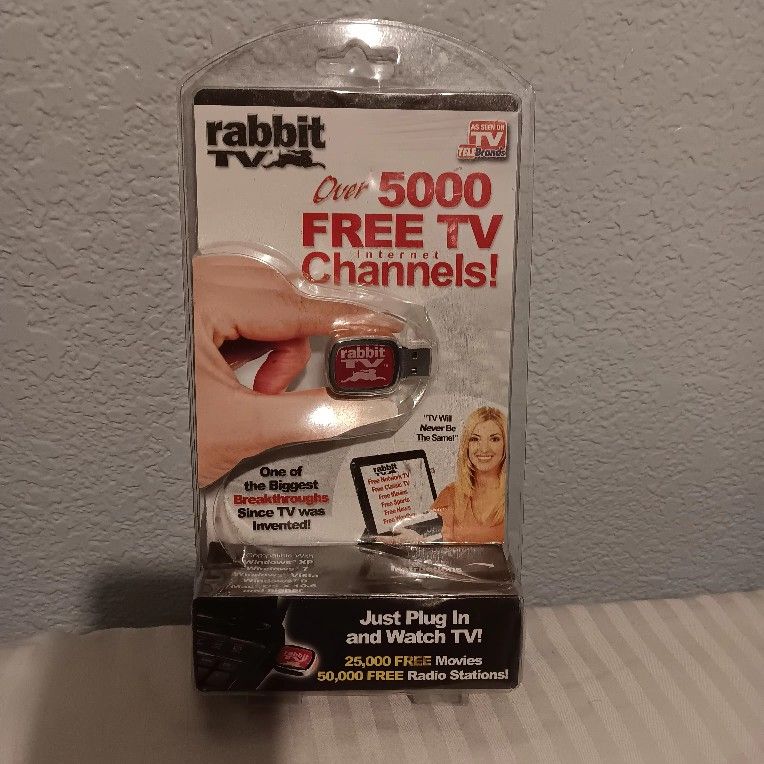 rabbit
TV
AS SEEN ON
TV
TELEBrands
Over 5000
FREE TV
Internet
Channels!
rabbit
TV
"TV Will
Never Be
The Same!"
One of
the Biggest
Breakthroughs
Since TV was
Invented!
rabbit
TV
Free Network TV
Free Classic TV
Free Movies
Free Sports
Free News
Compatible With
Windows XP
Windows 7
Windows Vista
Just Plug In
and Watch TV!
25,000 FREE Movies
50,000 FREE Radio Stations!